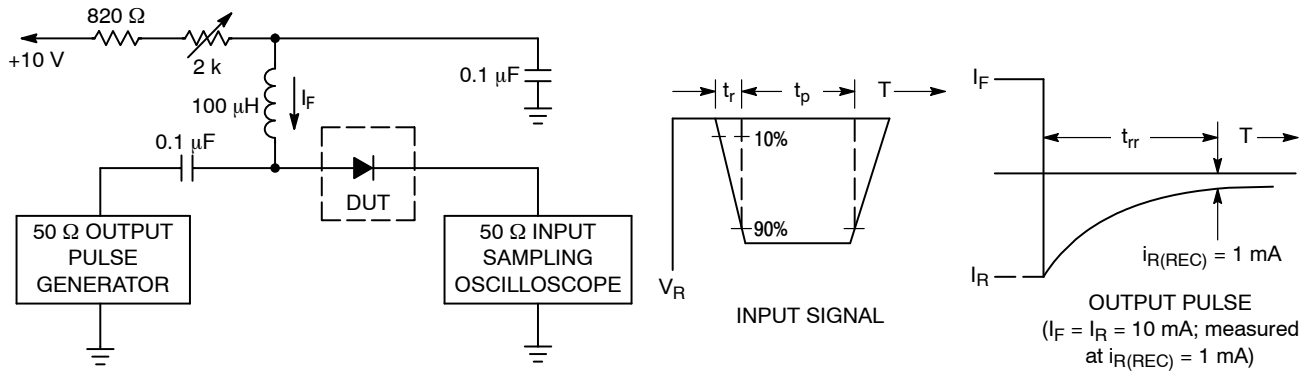 820 Ω
+10 V
2 k
100 μH
I_F
0.1 μF
0.1 μF
DUT
50 Ω OUTPUT
PULSE
GENERATOR
50 Ω INPUT
SAMPLING
OSCILLOSCOPE
t_r
t_p
T
10%
90%
V_R
INPUT SIGNAL
I_F
t_rr
T
I_R
i_R(REC) = 1 mA
OUTPUT PULSE
(I_F = I_R = 10 mA; measured
at i_R(REC) = 1 mA)